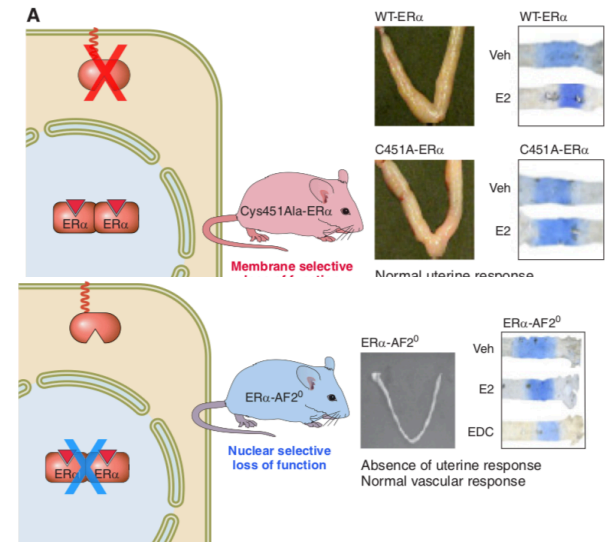 A
WT-ERα
WT-ERα
Veh
E2
C451A-ERα
C451A-ERα
Veh
E2
ERα ERα
Cys451Ala-ERα
Membrane selective
Normal uterine response
ERα-AF2⁰
ERα-AF2⁰
Veh
E2
EDC
ERα-AF2⁰
ERα ERα
Nuclear selective
loss of function
Absence of uterine response
Normal vascular response